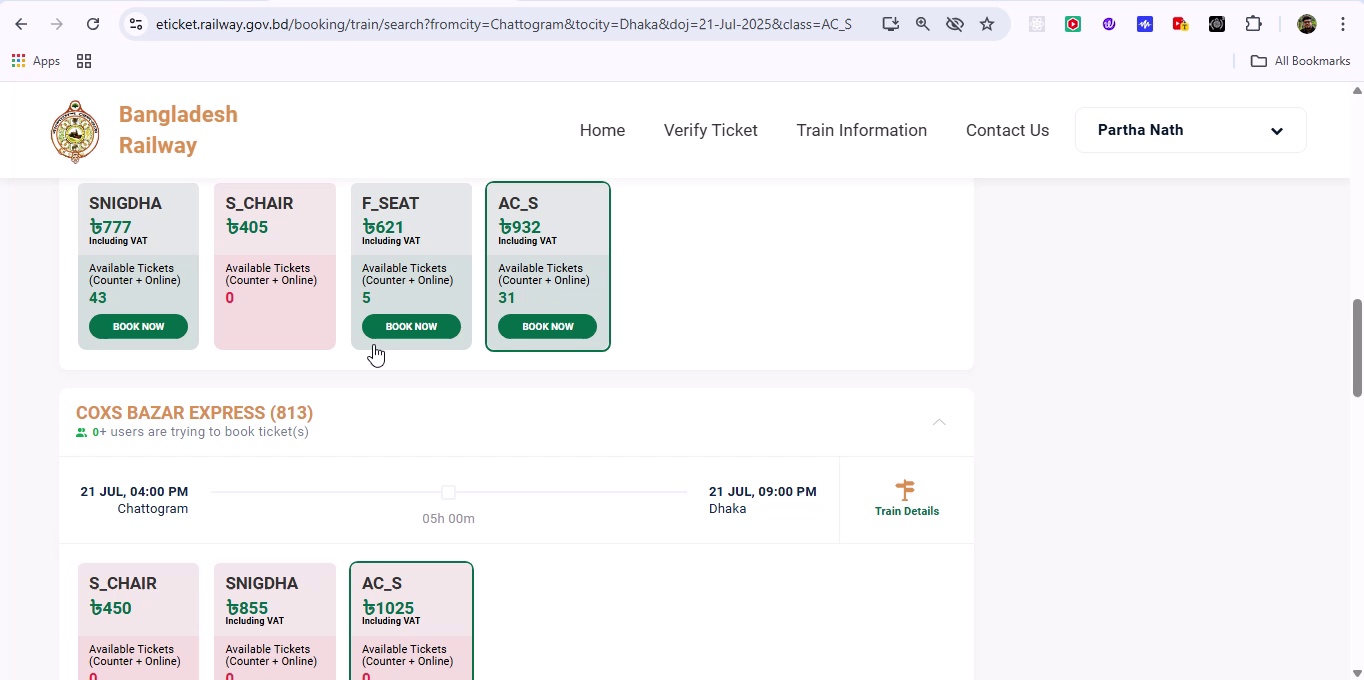 eticket.railway.gov.bd/booking/train/search?fromcity=Chattogram&tocity=Dhaka&doj=21-Jul-2025&class=AC_S
Apps
All Bookmarks
Bangladesh
Railway
Home
Verify Ticket
Train Information
Contact Us
Partha Nath
SNIGDHA
৳777
Including VAT
Available Tickets
(Counter + Online)
43
BOOK NOW
S_CHAIR
৳405
Available Tickets
(Counter + Online)
0
F_SEAT
৳621
Including VAT
Available Tickets
(Counter + Online)
5
BOOK NOW
AC_S
৳932
Including VAT
Available Tickets
(Counter + Online)
31
BOOK NOW
COXS BAZAR EXPRESS (813)
0+ users are trying to book ticket(s)
21 JUL, 04:00 PM
Chattogram
05h 00m
21 JUL, 09:00 PM
Dhaka
Train Details
S_CHAIR
৳450
Available Tickets
(Counter + Online)
0
SNIGDHA
৳855
Including VAT
Available Tickets
(Counter + Online)
0
AC_S
৳1025
Including VAT
Available Tickets
(Counter + Online)
0